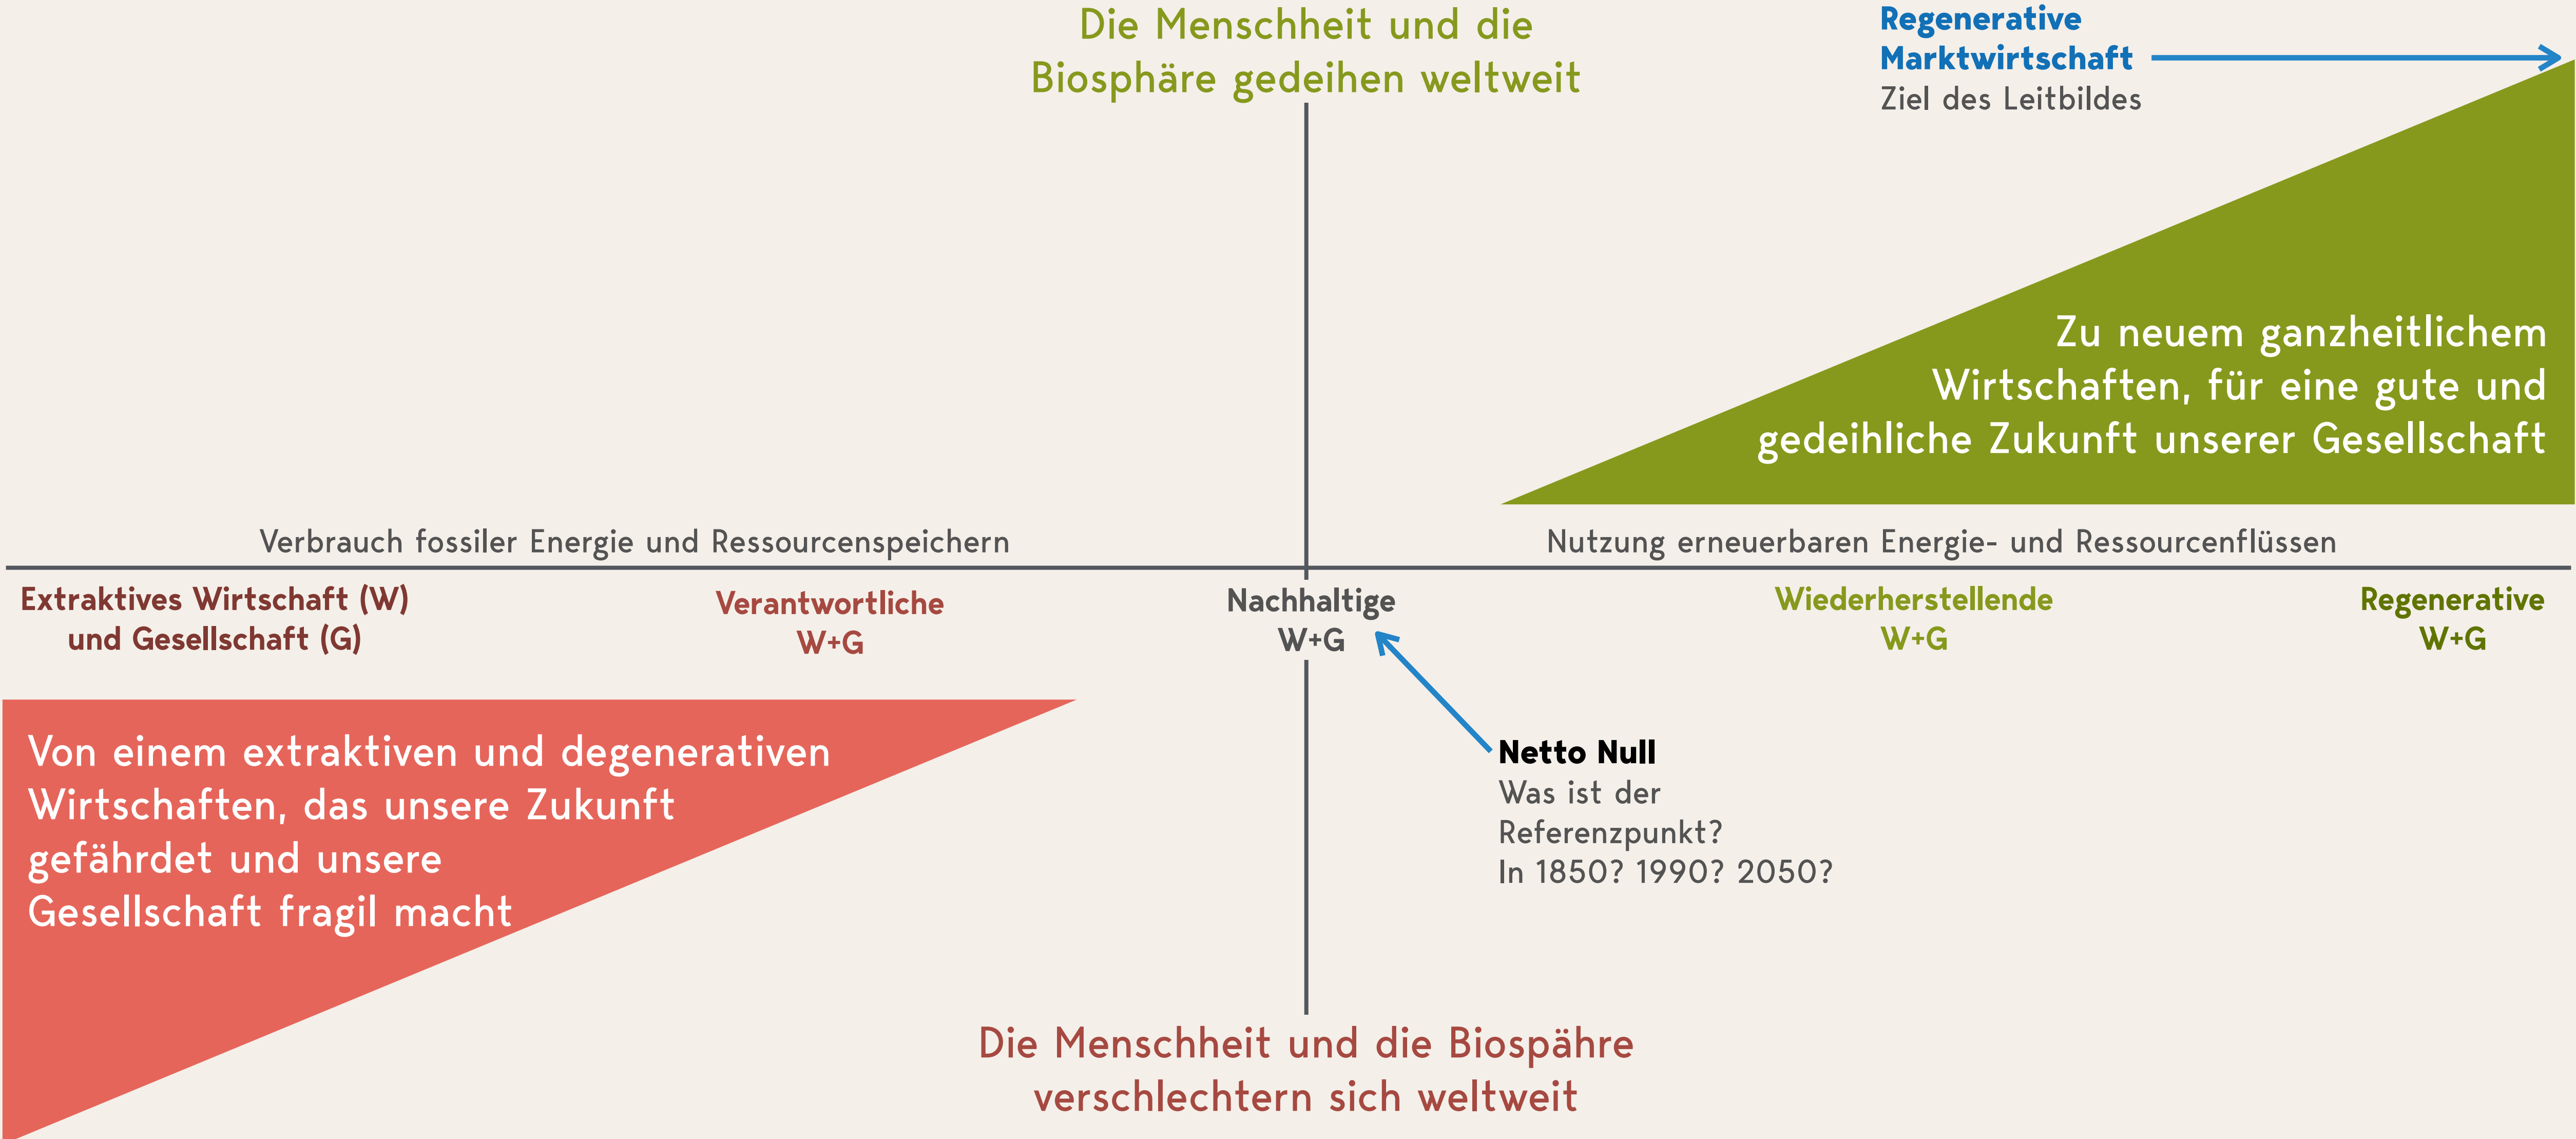 Die Menschheit und die
Biosphäre gedeihen weltweit
Regenerative
Marktwirtschaft
Ziel des Leitbildes
Zu neuem ganzheitlichem
Wirtschaften, für eine gute und
gedeihliche Zukunft unserer Gesellschaft
Verbrauch fossiler Energie und Ressourcenspeichern
Nutzung erneuerbaren Energie- und Ressourcenflüssen
Extraktives Wirtschaft (W)
und Gesellschaft (G)
Verantwortliche
W+G
Nachhaltige
W+G
Wiederherstellende
W+G
Regenerative
W+G
Von einem extraktiven und degenerativen
Wirtschaften, das unsere Zukunft
gefährdet und unsere
Gesellschaft fragil macht
Netto Null
Was ist der
Referenzpunkt?
In 1850? 1990? 2050?
Die Menschheit und die Biospähre
verschlechtern sich weltweit